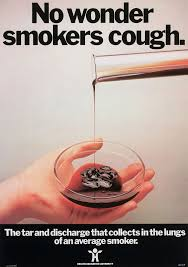 No wonder
smokers cough.
The tar and discharge that collects in the lungs
of an average smoker.